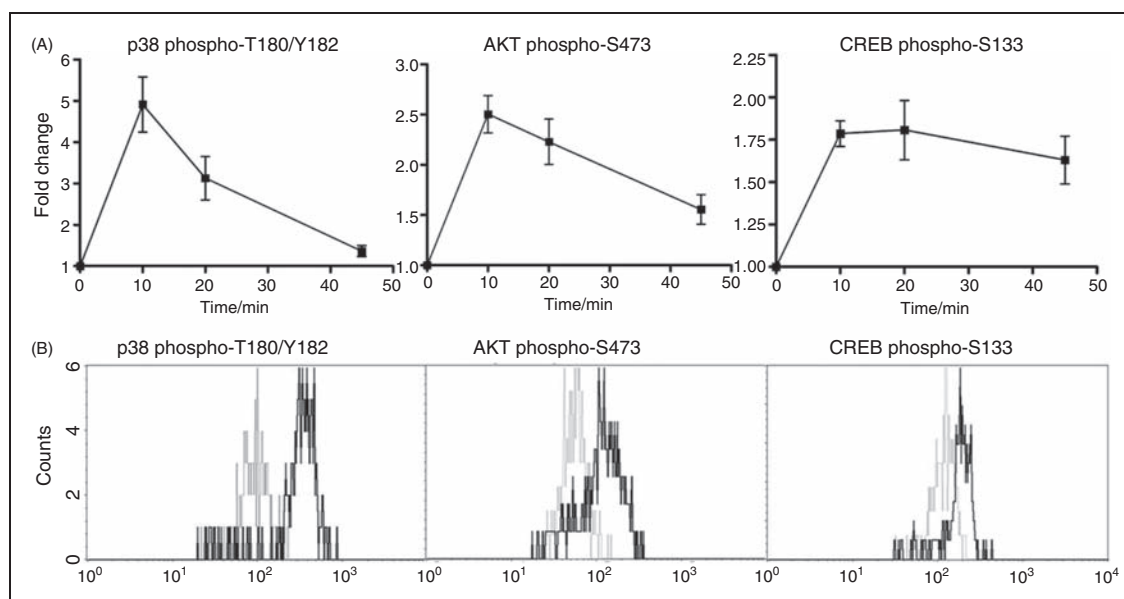 (A) p38 phospho-T180/Y182 AKT phospho-S473 CREB phospho-S133
Fold change
6
5
4
3
2
1
0 10 20 30 40 50
Time/min
3.0
2.5
2.0
1.5
1.0
0 10 20 30 40 50
Time/min
2.25
2.00
1.75
1.50
1.25
1.00
0 10 20 30 40 50
Time/min
(B) p38 phospho-T180/Y182 AKT phospho-S473 CREB phospho-S133
Counts
6
4
2
0
10⁰ 10¹ 10² 10³ 10⁰ 10¹ 10² 10³ 10⁰ 10¹ 10² 10³ 10⁴